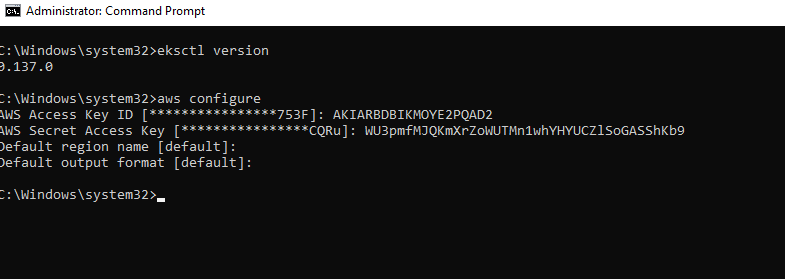 Administrator: Command Prompt
C:\Windows\system32>eksctl version
0.137.0
C:\Windows\system32>aws configure
AWS Access Key ID [****************753F]: AKIARBDBIKMOYE2PQAD2
AWS Secret Access Key [****************CQRu]: 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
Default region name [default]:
Default output format [default]:
C:\Windows\system32>